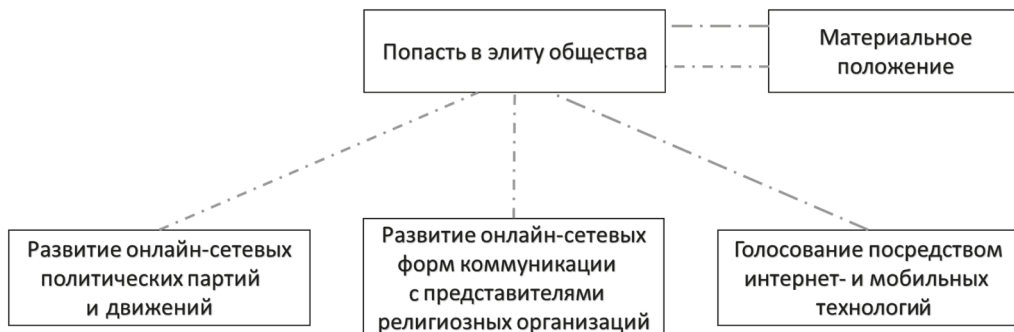 Попасть в элиту общества
Материальное
положение
Развитие онлайн-сетевых
политических партий
и движений
Развитие онлайн-сетевых
форм коммуникации
с представителями
религиозных организаций
Голосование посредством
интернет- и мобильных
технологий